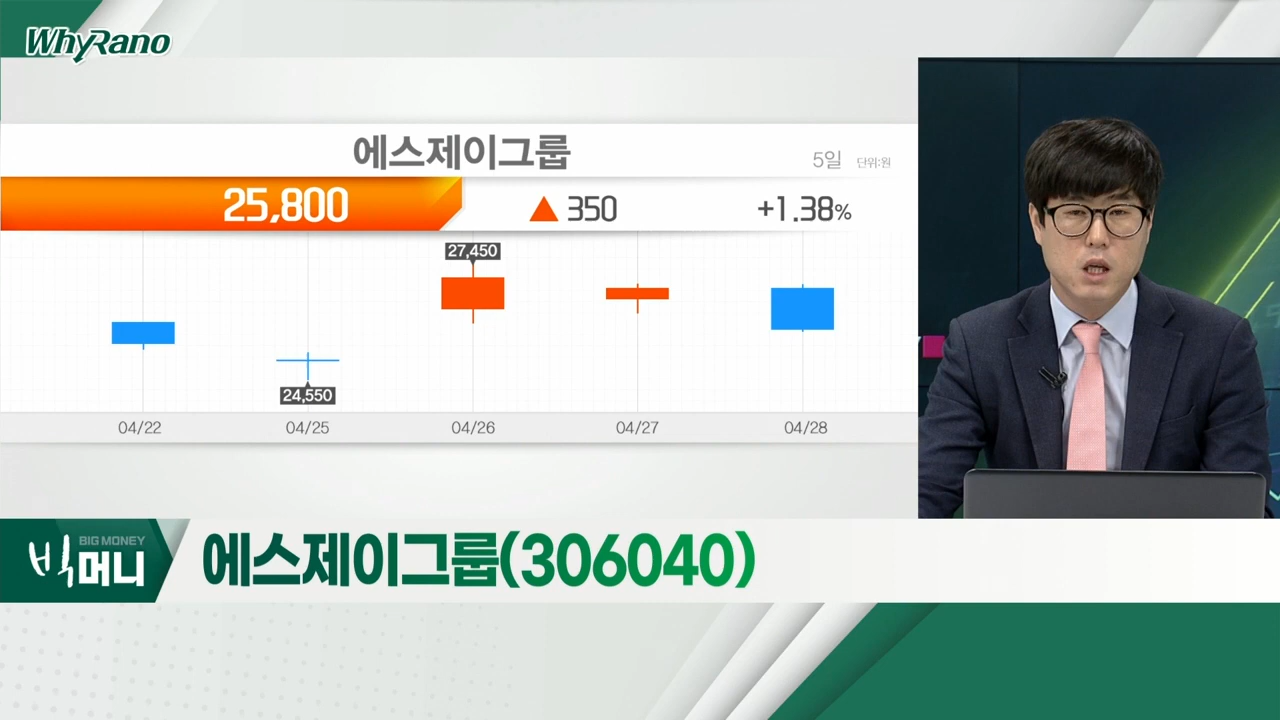 WhyRano
에스제이그룹
5일 단위:원
25,800 ▲ 350 +1.38%
27,450
24,550
04/22 04/25 04/26 04/27 04/28
BIG MONEY
빅머니
에스제이그룹(306040)